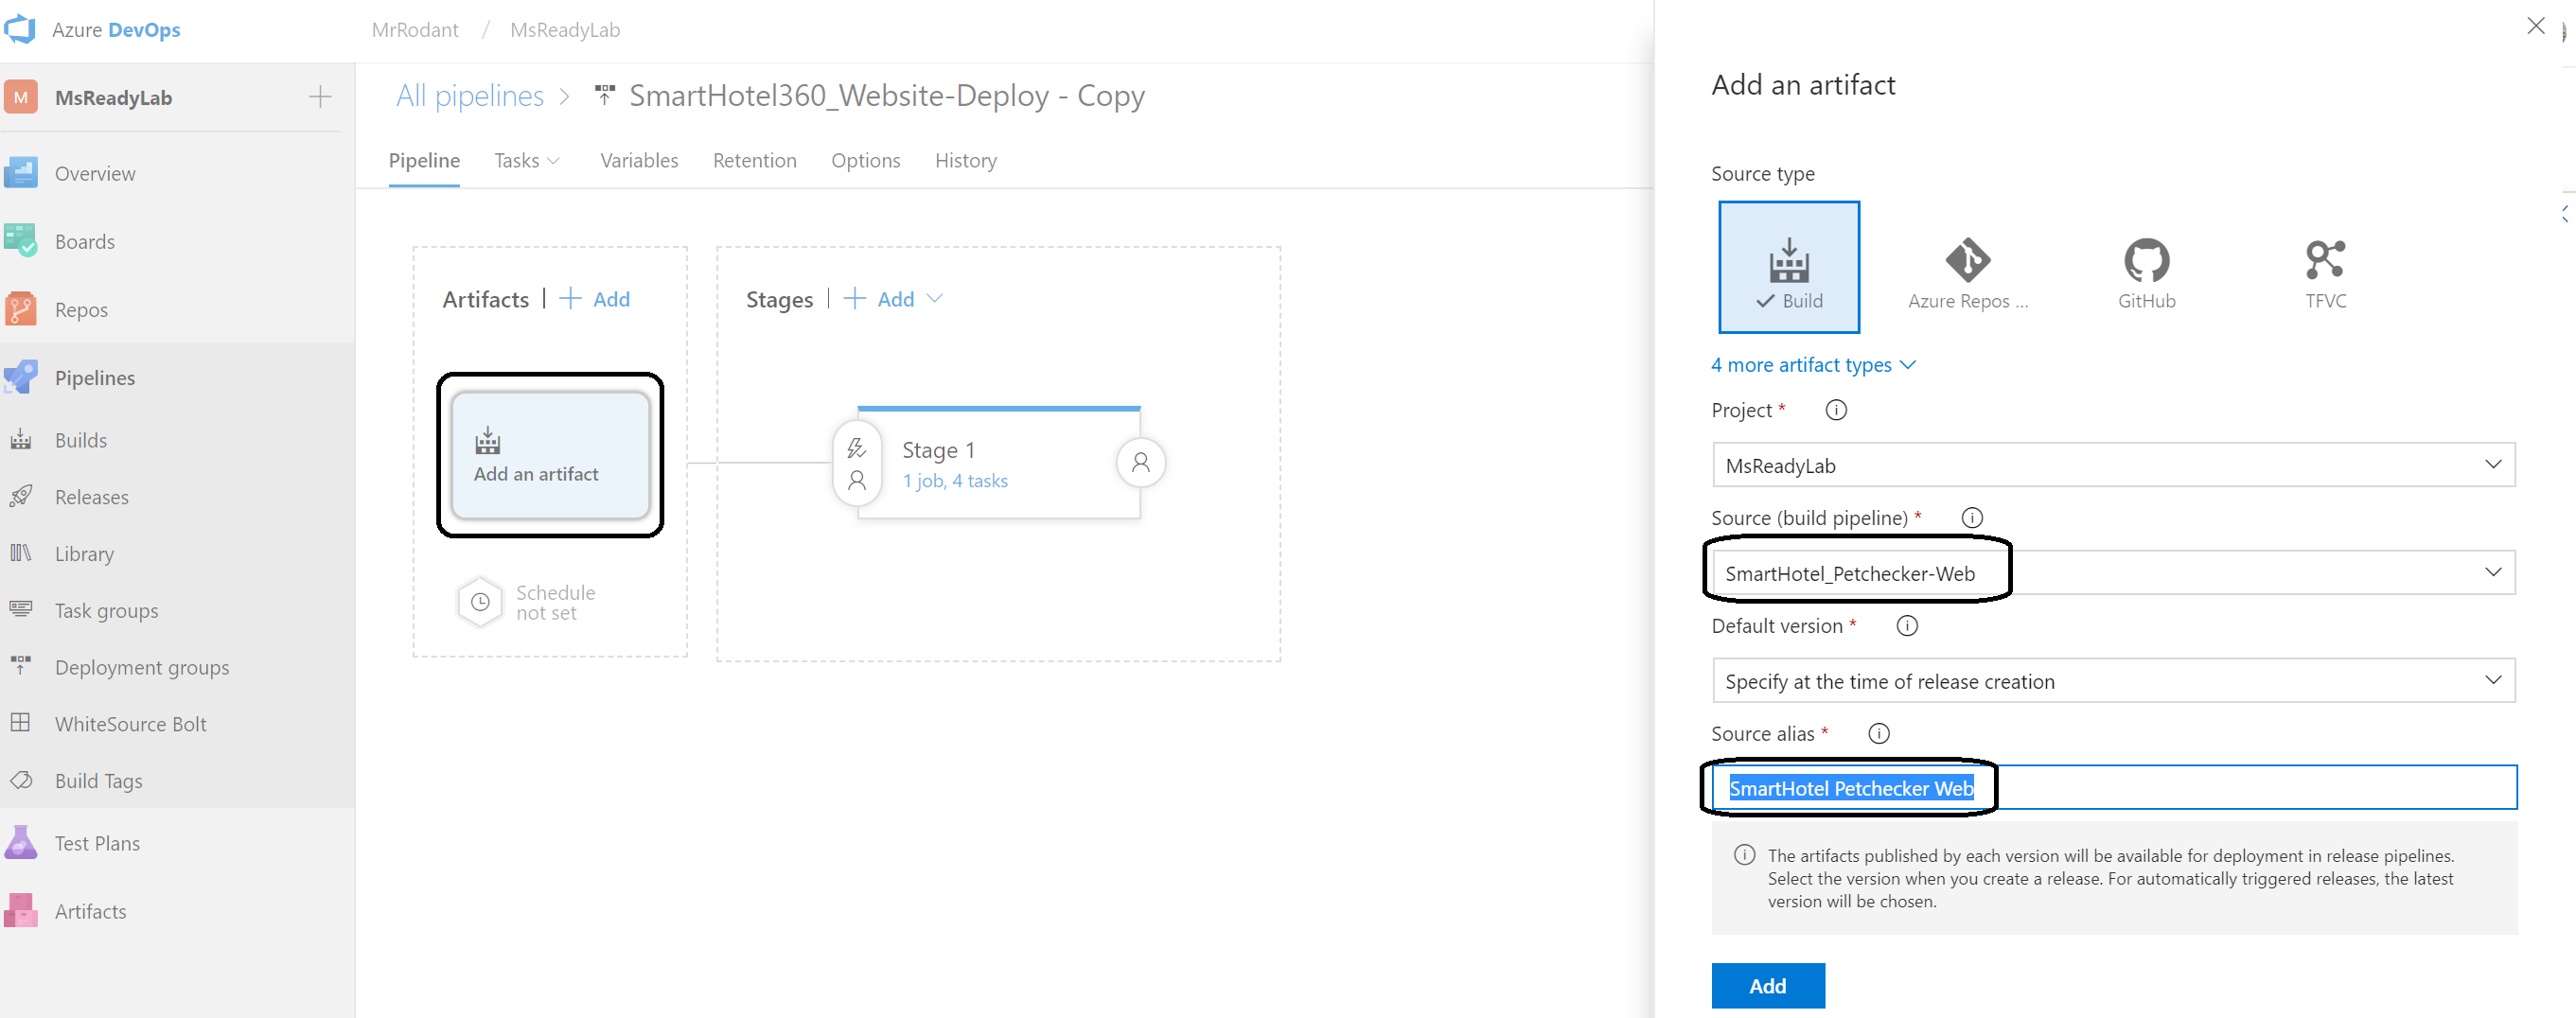 Azure DevOps
MrRodant / MsReadyLab
M MsReadyLab
Overview
Boards
Repos
Pipelines
Builds
Releases
Library
Task groups
Deployment groups
WhiteSource Bolt
Build Tags
Test Plans
Artifacts
All pipelines > SmartHotel360_Website-Deploy - Copy
Pipeline Tasks Variables Retention Options History
Artifacts | + Add
Add an artifact
Schedule
not set
Stages | + Add
Stage 1
1 job, 4 tasks
Add an artifact
Source type
Build Azure Repos ... GitHub TFVC
4 more artifact types
Project *
MsReadyLab
Source (build pipeline) *
SmartHotel_Petchecker-Web
Default version *
Specify at the time of release creation
Source alias *
SmartHotel Petchecker Web
The artifacts published by each version will be available for deployment in release pipelines.
Select the version when you create a release. For automatically triggered releases, the latest
version will be chosen.
Add